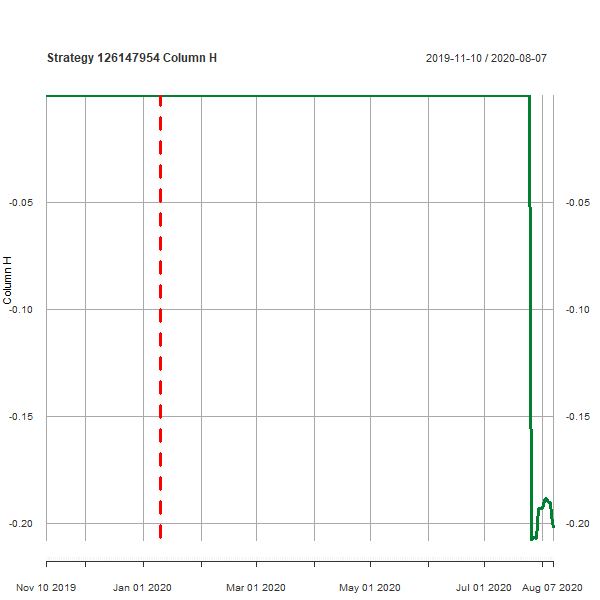 Strategy 126147954 Column H
2019-11-10 / 2020-08-07
-0.05 -0.05
Column H
-0.10 -0.10
-0.15 -0.15
-0.20 -0.20
Nov 10 2019 Jan 01 2020 Mar 01 2020 May 01 2020 Jul 01 2020 Aug 07 2020